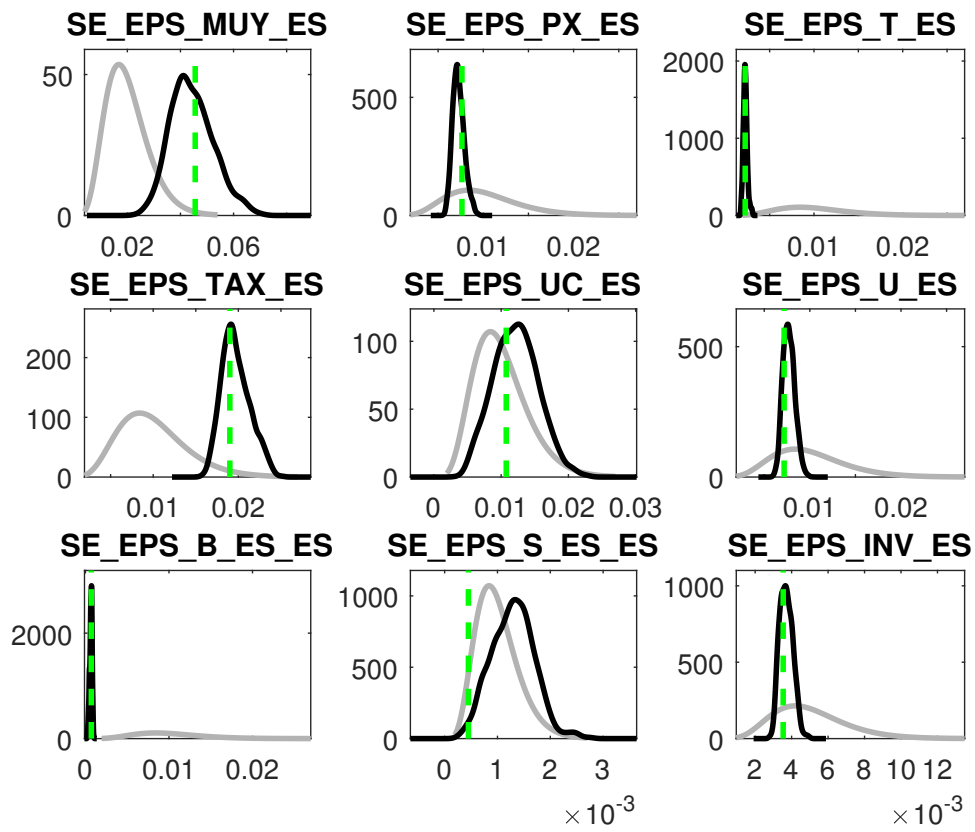 SE_EPS_MUY_ES
50
0
0.02 0.06
SE_EPS_PX_ES
500
0
0.01 0.02
SE_EPS_T_ES
2000
1000
0
0.01 0.02
SE_EPS_TAX_ES
200
100
0
0.01 0.02
SE_EPS_UC_ES
100
50
0
0 0.01 0.02 0.03
SE_EPS_U_ES
500
0
0.01 0.02
SE_EPS_B_ES_ES
2000
0
0 0.01 0.02
SE_EPS_S_ES_ES
1000
500
0
0 1 2 3
×10-3
SE_EPS_INV_ES
1000
500
0
2 4 6 8 10 12
×10-3